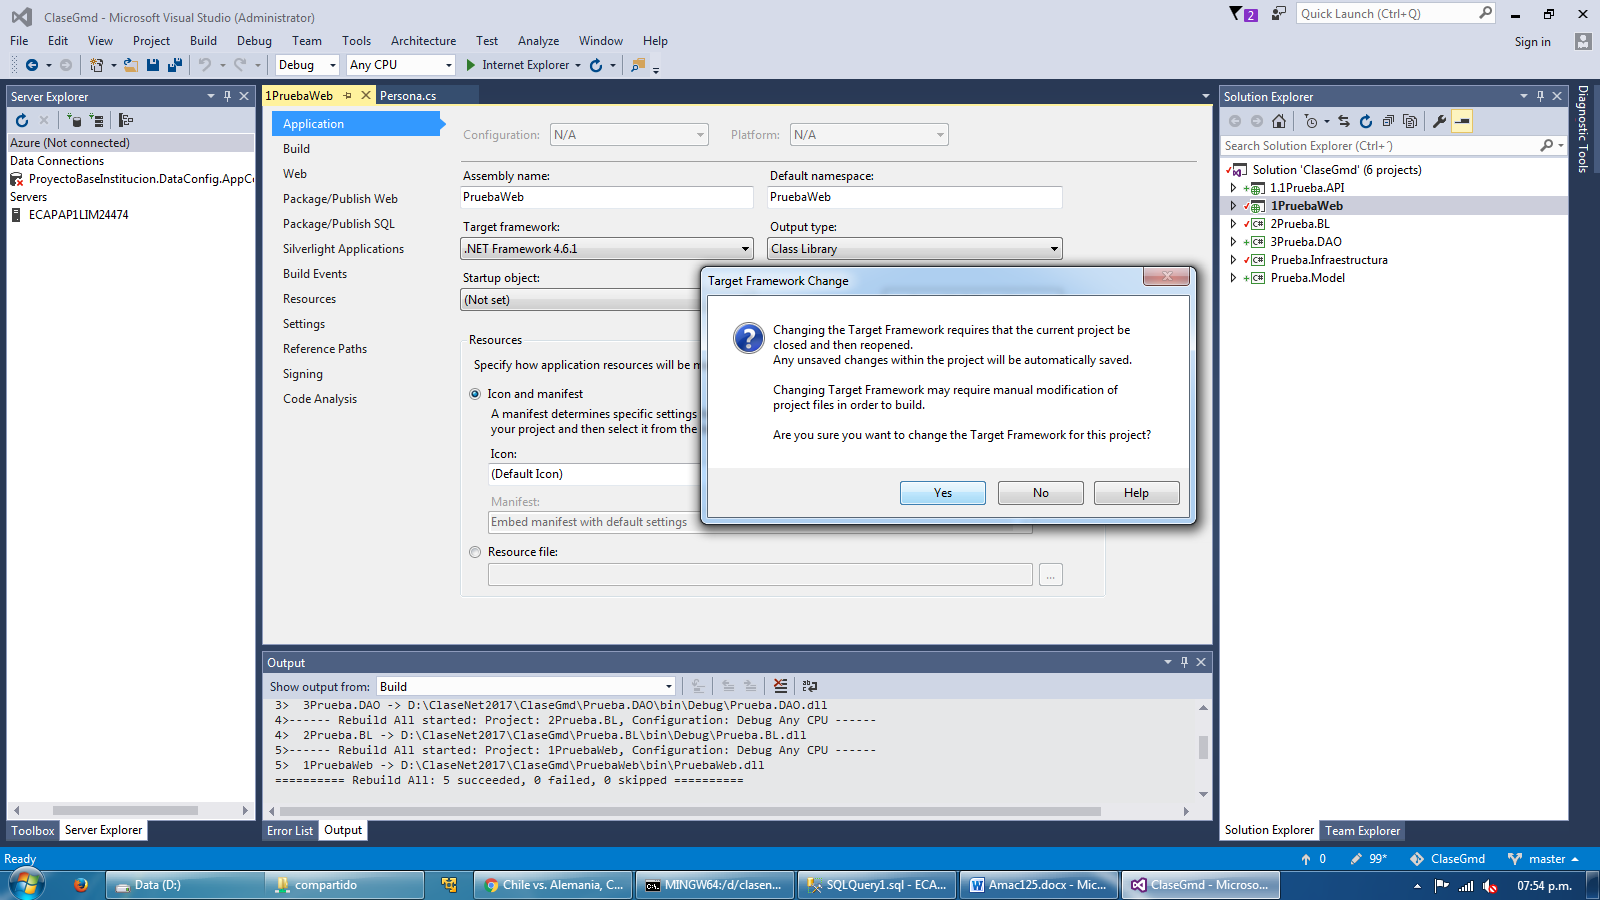 ClaseGmd - Microsoft Visual Studio (Administrator)
2
Quick Launch (Ctrl+Q)
File Edit View Project Build Debug Team Tools Architecture Test Analyze Window Help
Sign in
Debug Any CPU Internet Explorer
Server Explorer
Azure (Not connected)
Data Connections
ProyectoBaseInstitucion.DataConfig.AppCo
Servers
ECAPAP1LIM24474
Toolbox Server Explorer
1PruebaWeb Persona.cs
Application
Build
Web
Package/Publish Web
Package/Publish SQL
Silverlight Applications
Build Events
Resources
Settings
Reference Paths
Signing
Code Analysis
Configuration: N/A Platform: N/A
Assembly name: Default namespace:
PruebaWeb PruebaWeb
Target framework: Output type:
.NET Framework 4.6.1 Class Library
Startup object:
(Not set)
Resources
Specify how application resources will be m
Icon and manifest
A manifest determines specific settings
your project and then select it from the
Icon:
(Default Icon)
Manifest:
Embed manifest with default settings
Resource file:
...
Target Framework Change
Changing the Target Framework requires that the current project be
closed and then reopened.
Any unsaved changes within the project will be automatically saved.
Changing Target Framework may require manual modification of
project files in order to build.
Are you sure you want to change the Target Framework for this project?
Yes No Help
Output
Show output from: Build
3>  3Prueba.DAO -> D:\ClaseNet2017\ClaseGmd\Prueba.DAO\bin\Debug\Prueba.DAO.dll
4>------ Rebuild All started: Project: 2Prueba.BL, Configuration: Debug Any CPU ------
4>  2Prueba.BL -> D:\ClaseNet2017\ClaseGmd\Prueba.BL\bin\Debug\Prueba.BL.dll
5>------ Rebuild All started: Project: 1PruebaWeb, Configuration: Debug Any CPU ------
5>  1PruebaWeb -> D:\ClaseNet2017\ClaseGmd\PruebaWeb\bin\PruebaWeb.dll
========== Rebuild All: 5 succeeded, 0 failed, 0 skipped ==========
Error List Output
Solution Explorer
Search Solution Explorer (Ctrl+´)
Solution 'ClaseGmd' (6 projects)
1.1Prueba.API
1PruebaWeb
2Prueba.BL
3Prueba.DAO
Prueba.Infraestructura
Prueba.Model
Solution Explorer Team Explorer
Diagnostic Tools
Ready 0 99* ClaseGmd master
Data (D:) compartido Chile vs. Alemania, C... MINGW64:/d/clasen... SQLQuery1.sql - ECA... Amac125.docx - Mic... ClaseGmd - Microso... 07:54 p.m.